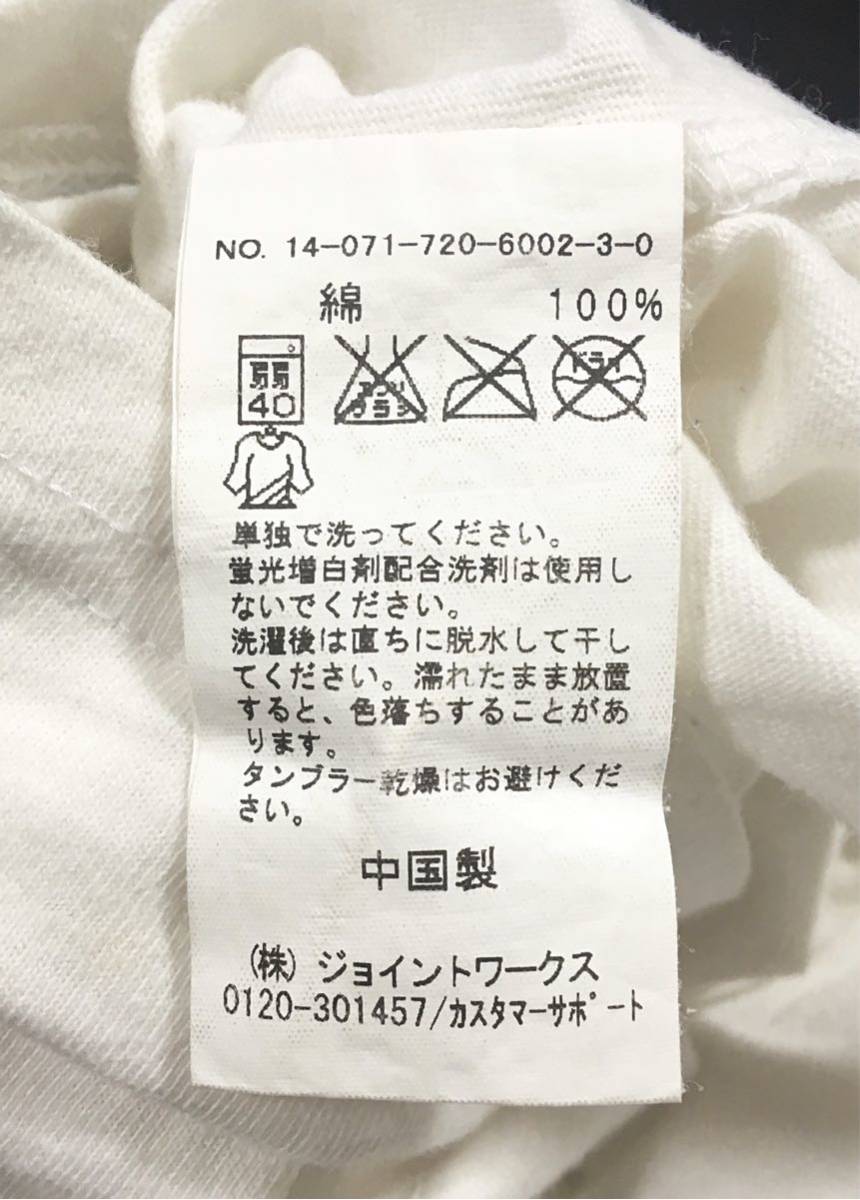 NO. 14-071-720-6002-3-0
綿 100%
弱 40
エンソ
サラシ
ドライ
単独で洗ってください。
蛍光増白剤配合洗剤は使用し
ないでください。
洗濯後は直ちに脱水して干し
てください。濡れたまま放置
すると、色落ちすることがあ
ります。
タンブラー乾燥はお避けくだ
さい。
中国製
(株) ジョイントワークス
0120-301457/カスタマーサポート